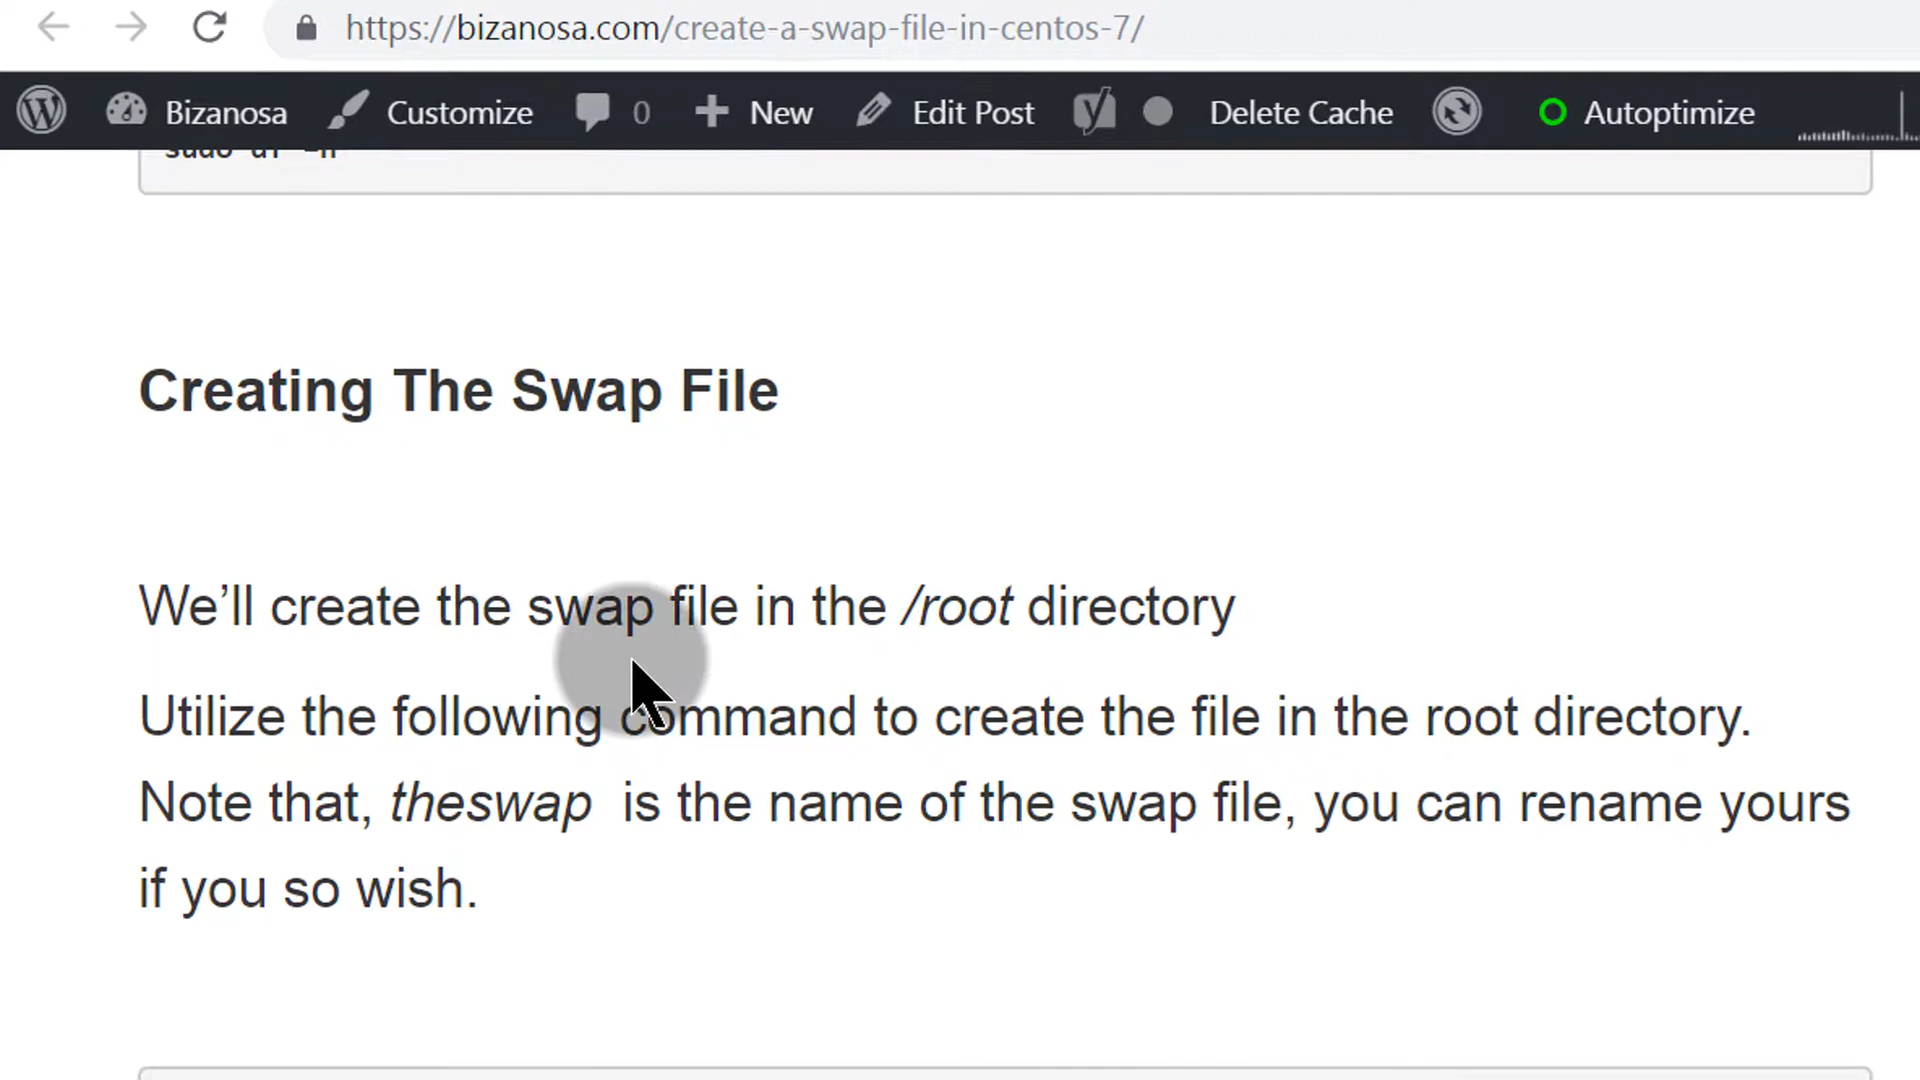 https://bizanosa.com/create-a-swap-file-in-centos-7/
Bizanosa Customize 0 New Edit Post Delete Cache Autoptimize
Creating The Swap File
We’ll create the swap file in the /root directory
Utilize the following command to create the file in the root directory.
Note that, theswap is the name of the swap file, you can rename yours
if you so wish.